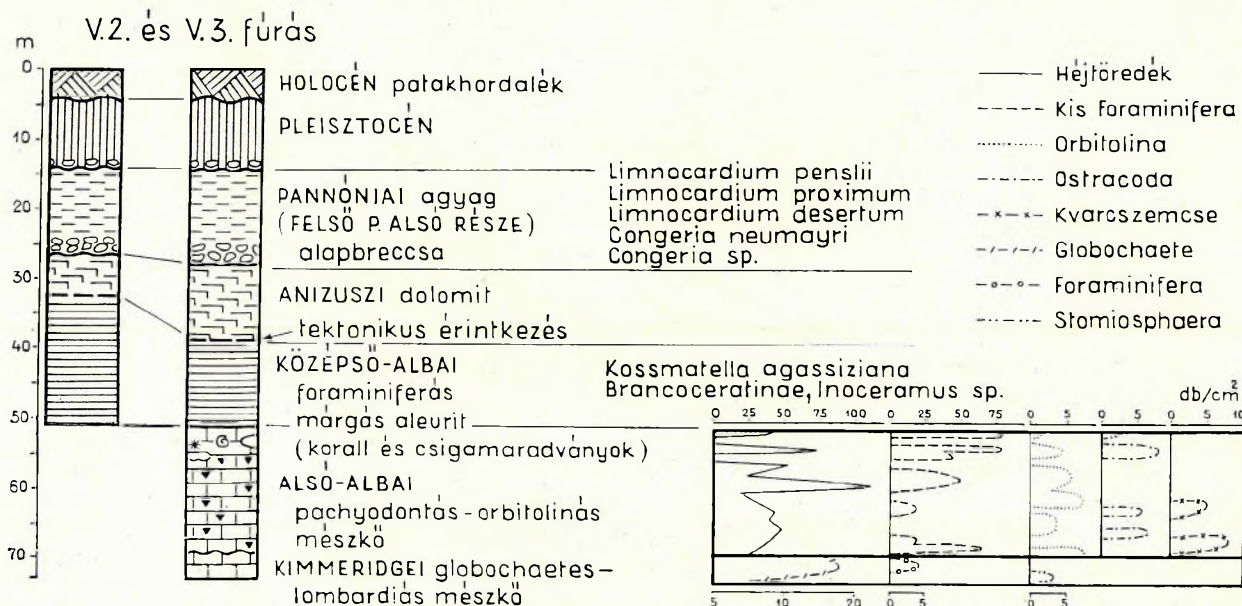 V.2. és V.3. fúrás
m
0
10
20
30
40
50
60
70
HOLOCÉN patakhordalék
PLEISZTOCÉN
PANNÓNIAI agyag
(FELSŐ P. ALSÓ RÉSZE)
alapbreccsa
Limnocardium penslii
Limnocardium proximum
Limnocardium desertum
Congeria neumayri
Congeria sp.
ANIZUSZI dolomit
tektonikus érintkezés
KÖZÉPSŐ-ALBAI
foraminiferás
márgás aleurit
(korall és csigamaradványok)
Kossmatella agassiziana
Brancoceratinae, Inoceramus sp.
ALSÓ-ALBAI
pachyodontás-orbitolinás
mészkő
KIMMERIDGEI globochaetes-
lombardiás mészkő
Héjtöredék
Kis foraminifera
Orbitolina
Ostracoda
Kvarcszemcse
Globochaete
Foraminifera
Stomiosphaera
db/cm²
0 25 50 75 100 0 25 50 75 0 5 0 5 0 5 10
5 10 20 0 5 0 5